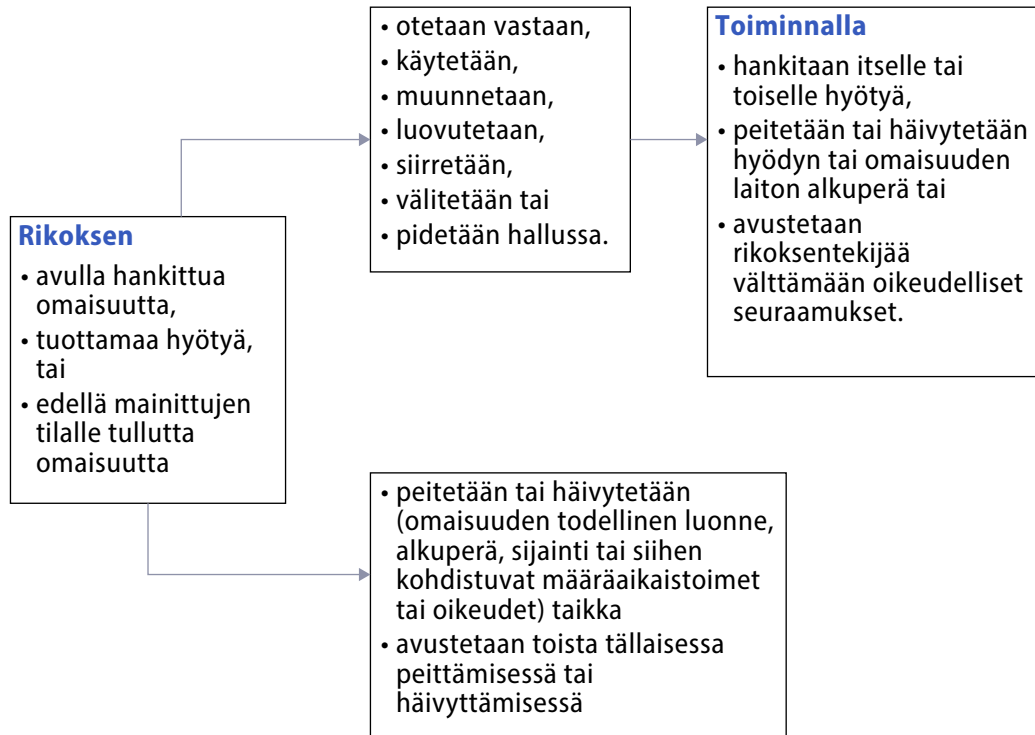 Rikoksen
• avulla hankittua
omaisuutta,
• tuottamaa hyötyä,
tai
• edellä mainittujen
tilalle tullutta
omaisuutta
• otetaan vastaan,
• käytetään,
• muunnetaan,
• luovutetaan,
• siirretään,
• välitetään tai
• pidetään hallussa.
Toiminnalla
• hankitaan itselle tai
toiselle hyötyä,
• peitetään tai häivytetään
hyödyn tai omaisuuden
laiton alkuperä tai
• avustetaan
rikoksentekijää
välttämään oikeudelliset
seuraamukset.
• peitetään tai häivytetään
(omaisuuden todellinen luonne,
alkuperä, sijainti tai siihen
kohdistuvat määräaikaistoimet
tai oikeudet) taikka
• avustetaan toista tällaisessa
peittämisessä tai
häivyttämisessä